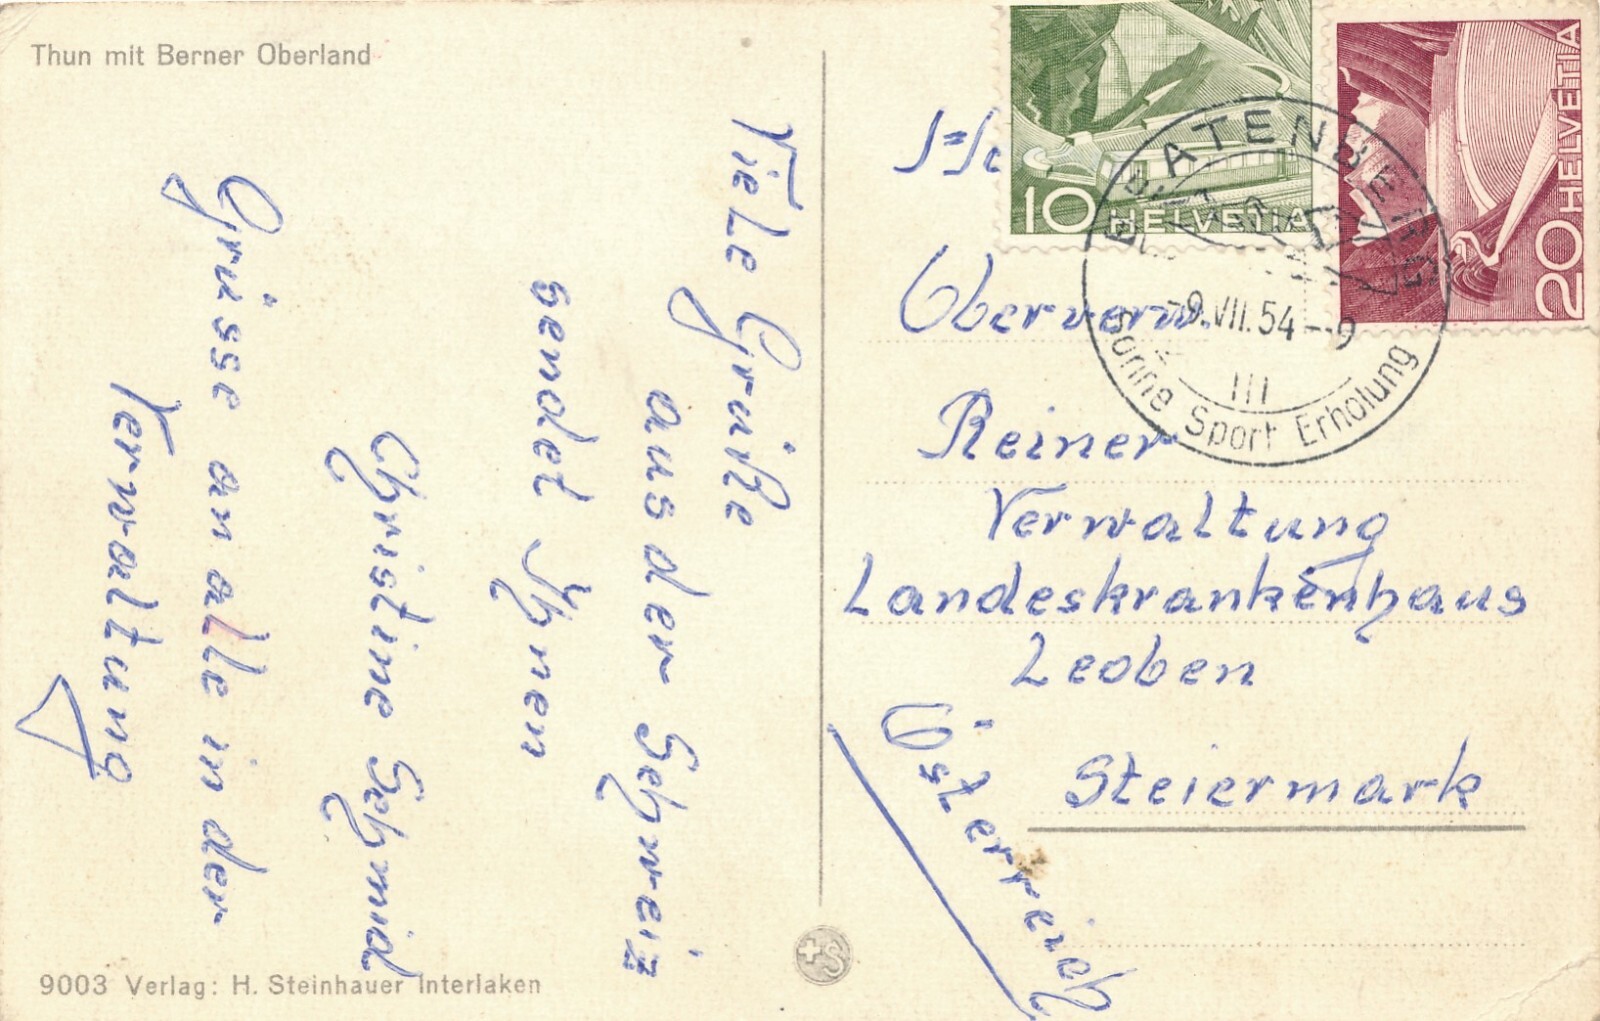 Thun mit Berner Oberland
Viele Grüße
aus der Schweiz
sendet Ihnen
Christine Schmid
Grüsse an alle in der
Verwaltung
9003 Verlag: H. Steinhauer Interlaken
+S
10 HELVETIA
20 HELVETIA
BEATENBERG
-9.VII.54--9
III
Sonne Sport Erholung
Oberverw.
Reiner
Verwaltung
Landeskrankenhaus
Leoben
Steiermark
Österreich